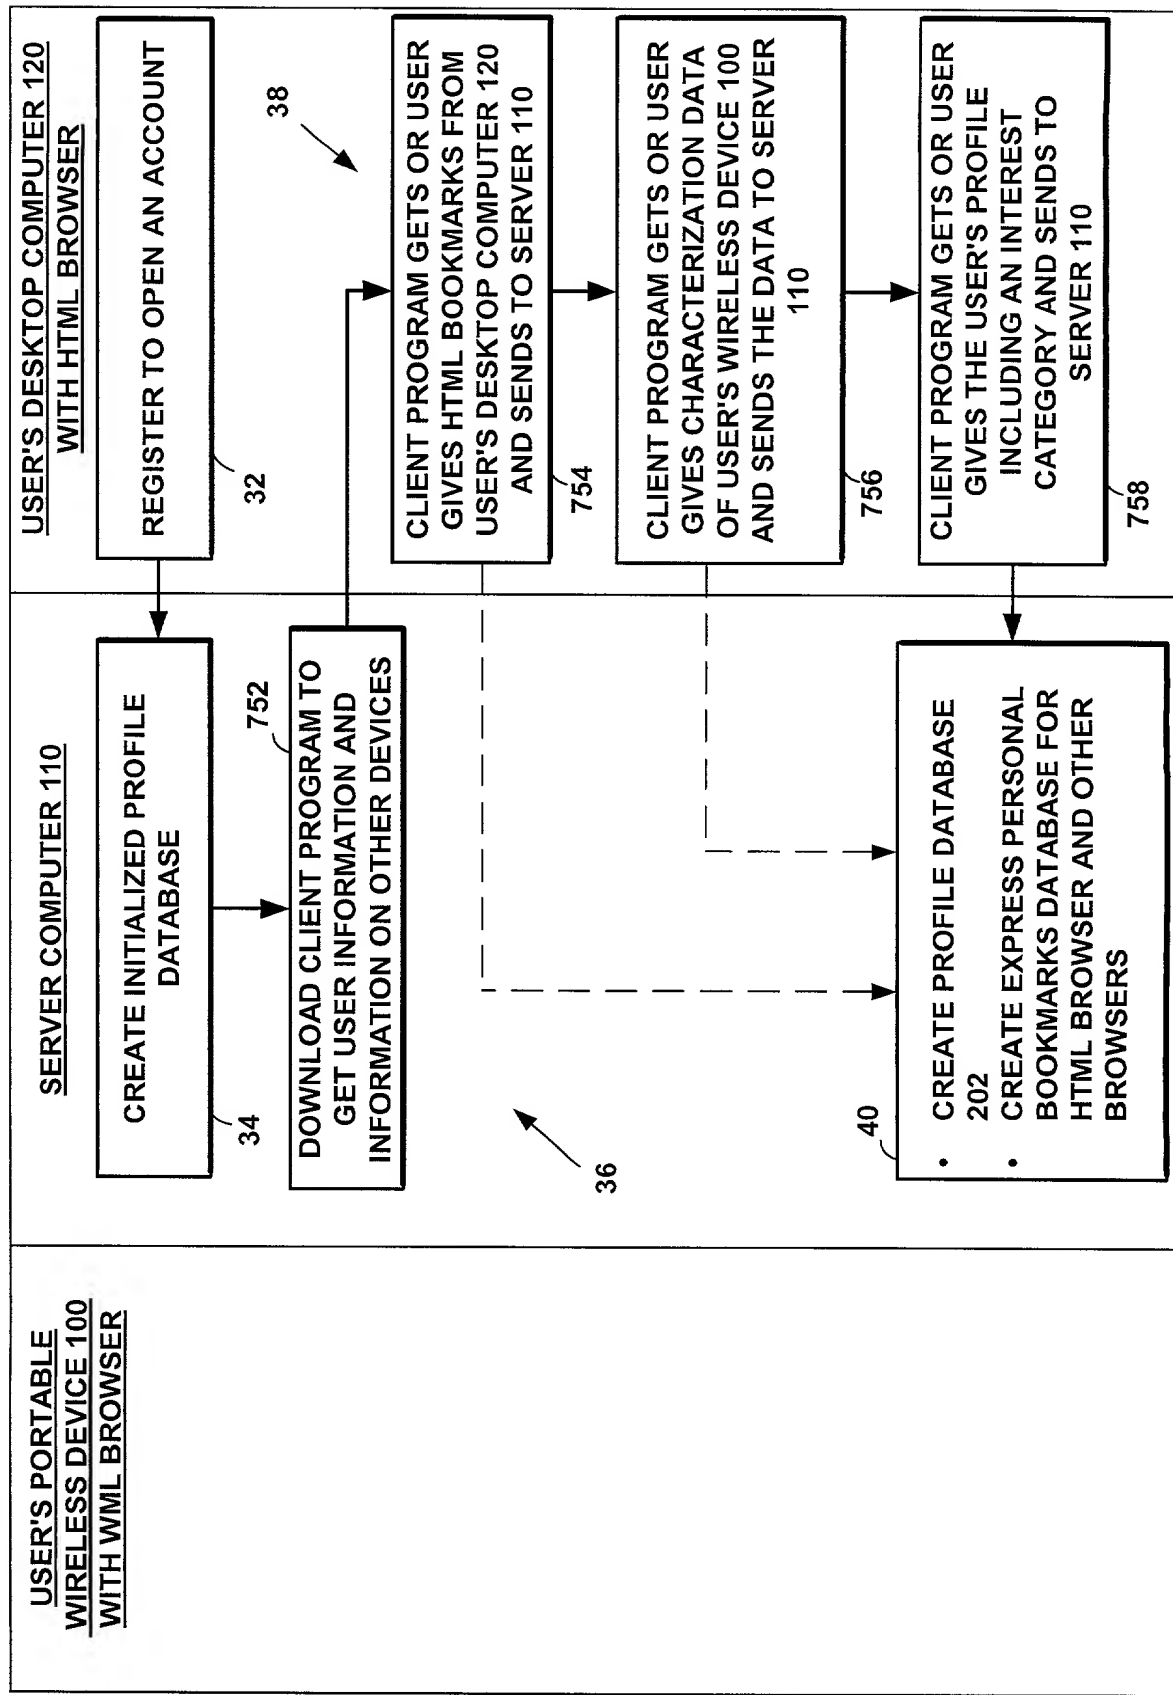 USER'S PORTABLE
WIRELESS DEVICE 100
WITH WML BROWSER
SERVER COMPUTER 110
CREATE INITIALIZED PROFILE
DATABASE
34
752
DOWNLOAD CLIENT PROGRAM TO
GET USER INFORMATION AND
INFORMATION ON OTHER DEVICES
36
40
• CREATE PROFILE DATABASE
202
• CREATE EXPRESS PERSONAL
BOOKMARKS DATABASE FOR
HTML BROWSER AND OTHER
BROWSERS
USER'S DESKTOP COMPUTER 120
WITH HTML BROWSER
REGISTER TO OPEN AN ACCOUNT
32
38
CLIENT PROGRAM GETS OR USER
GIVES HTML BOOKMARKS FROM
USER'S DESKTOP COMPUTER 120
AND SENDS TO SERVER 110
754
CLIENT PROGRAM GETS OR USER
GIVES CHARACTERIZATION DATA
OF USER'S WIRELESS DEVICE 100
AND SENDS THE DATA TO SERVER
110
756
CLIENT PROGRAM GETS OR USER
GIVES THE USER'S PROFILE
INCLUDING AN INTEREST
CATEGORY AND SENDS TO
SERVER 110
758